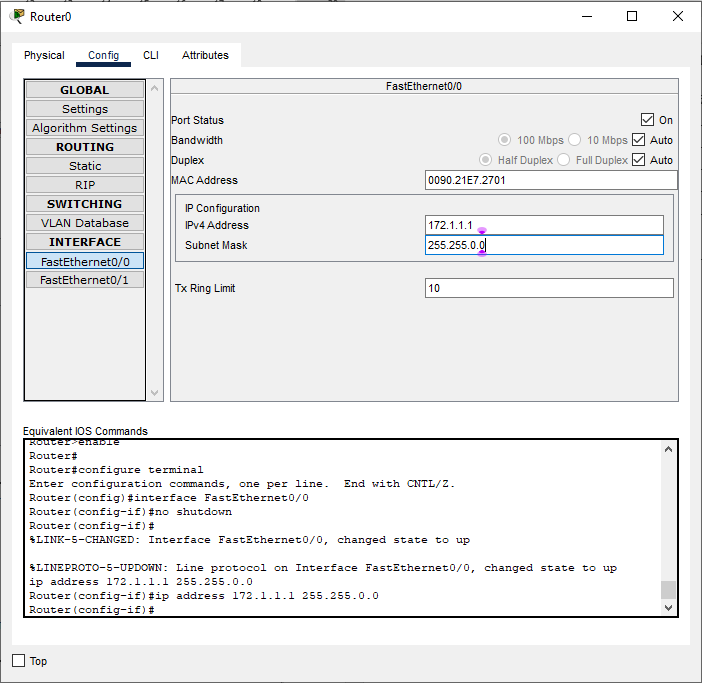 Router0
Physical Config CLI Attributes
GLOBAL
Settings
Algorithm Settings
ROUTING
Static
RIP
SWITCHING
VLAN Database
INTERFACE
FastEthernet0/0
FastEthernet0/1
FastEthernet0/0
Port Status On
Bandwidth 100 Mbps 10 Mbps Auto
Duplex Half Duplex Full Duplex Auto
MAC Address 0090.21E7.2701
IP Configuration
IPv4 Address 172.1.1.1
Subnet Mask 255.255.0.0
Tx Ring Limit 10
Equivalent IOS Commands
Router>enable
Router#
Router#configure terminal
Enter configuration commands, one per line. End with CNTL/Z.
Router(config)#interface FastEthernet0/0
Router(config-if)#no shutdown
Router(config-if)#
%LINK-5-CHANGED: Interface FastEthernet0/0, changed state to up
%LINEPROTO-5-UPDOWN: Line protocol on Interface FastEthernet0/0, changed state to up
ip address 172.1.1.1 255.255.0.0
Router(config-if)#ip address 172.1.1.1 255.255.0.0
Router(config-if)#
Top